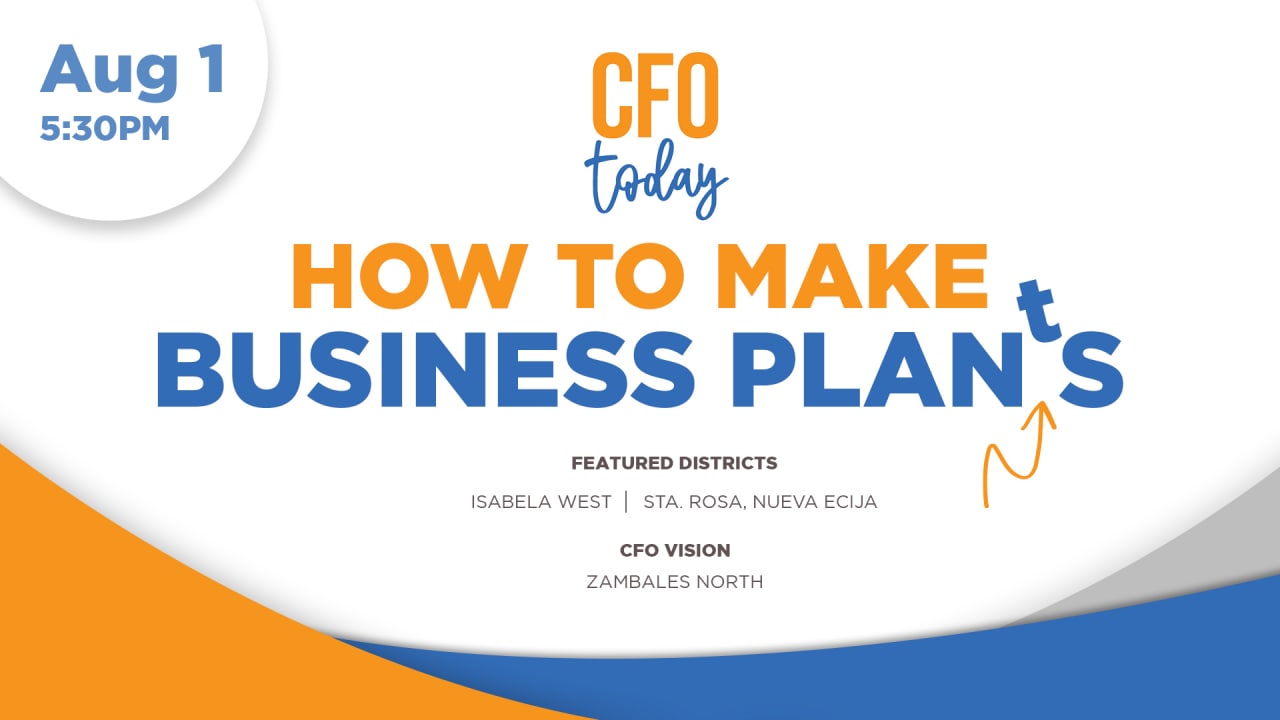 Aug 1
5:30PM
CFO
today
HOW TO MAKE
BUSINESS PLANtS
FEATURED DISTRICTS
ISABELA WEST | STA. ROSA, NUEVA ECIJA
CFO VISION
ZAMBALES NORTH